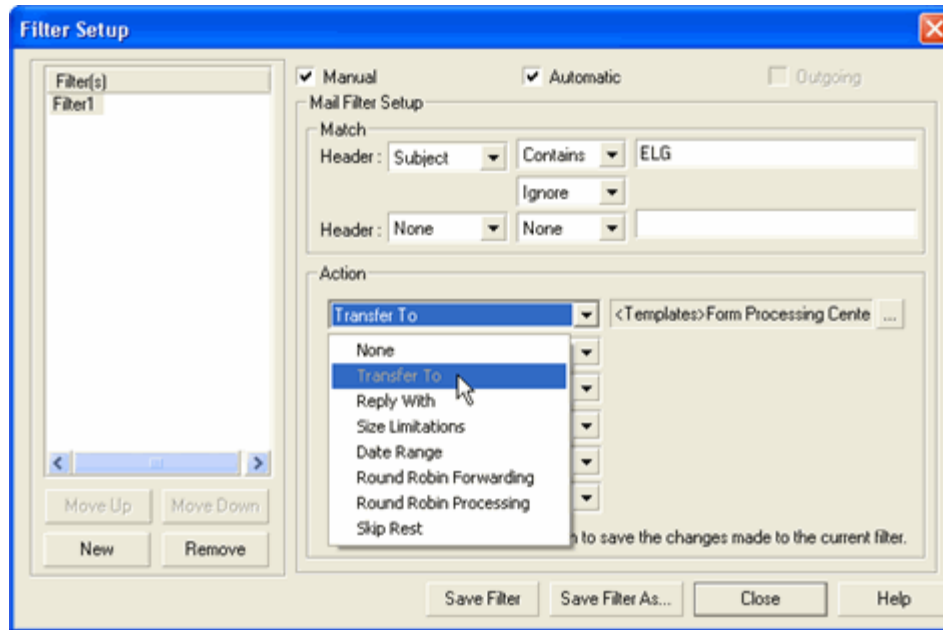 Filter Setup
Filter(s)
Filter1
Move Up Move Down
New Remove
Manual Automatic Outgoing
Mail Filter Setup
Match
Header: Subject Contains ELG
Ignore
Header: None None
Action
Transfer To <Templates>Form Processing Cente ...
None
Transfer To
Reply With
Size Limitations
Date Range
Round Robin Forwarding
Round Robin Processing
Skip Rest
to save the changes made to the current filter.
Save Filter Save Filter As... Close Help